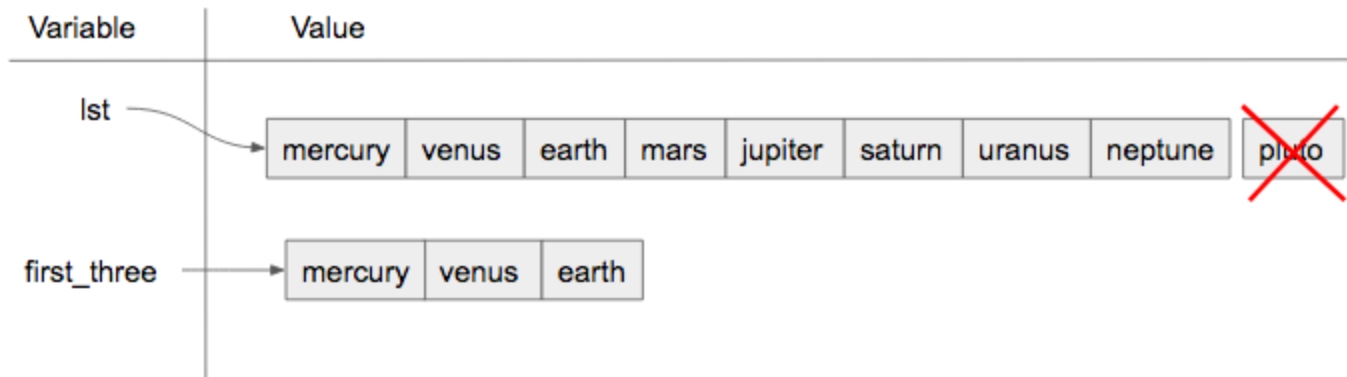 Variable Value
lst
mercury venus earth mars jupiter saturn uranus neptune pluto
first_three mercury venus earth